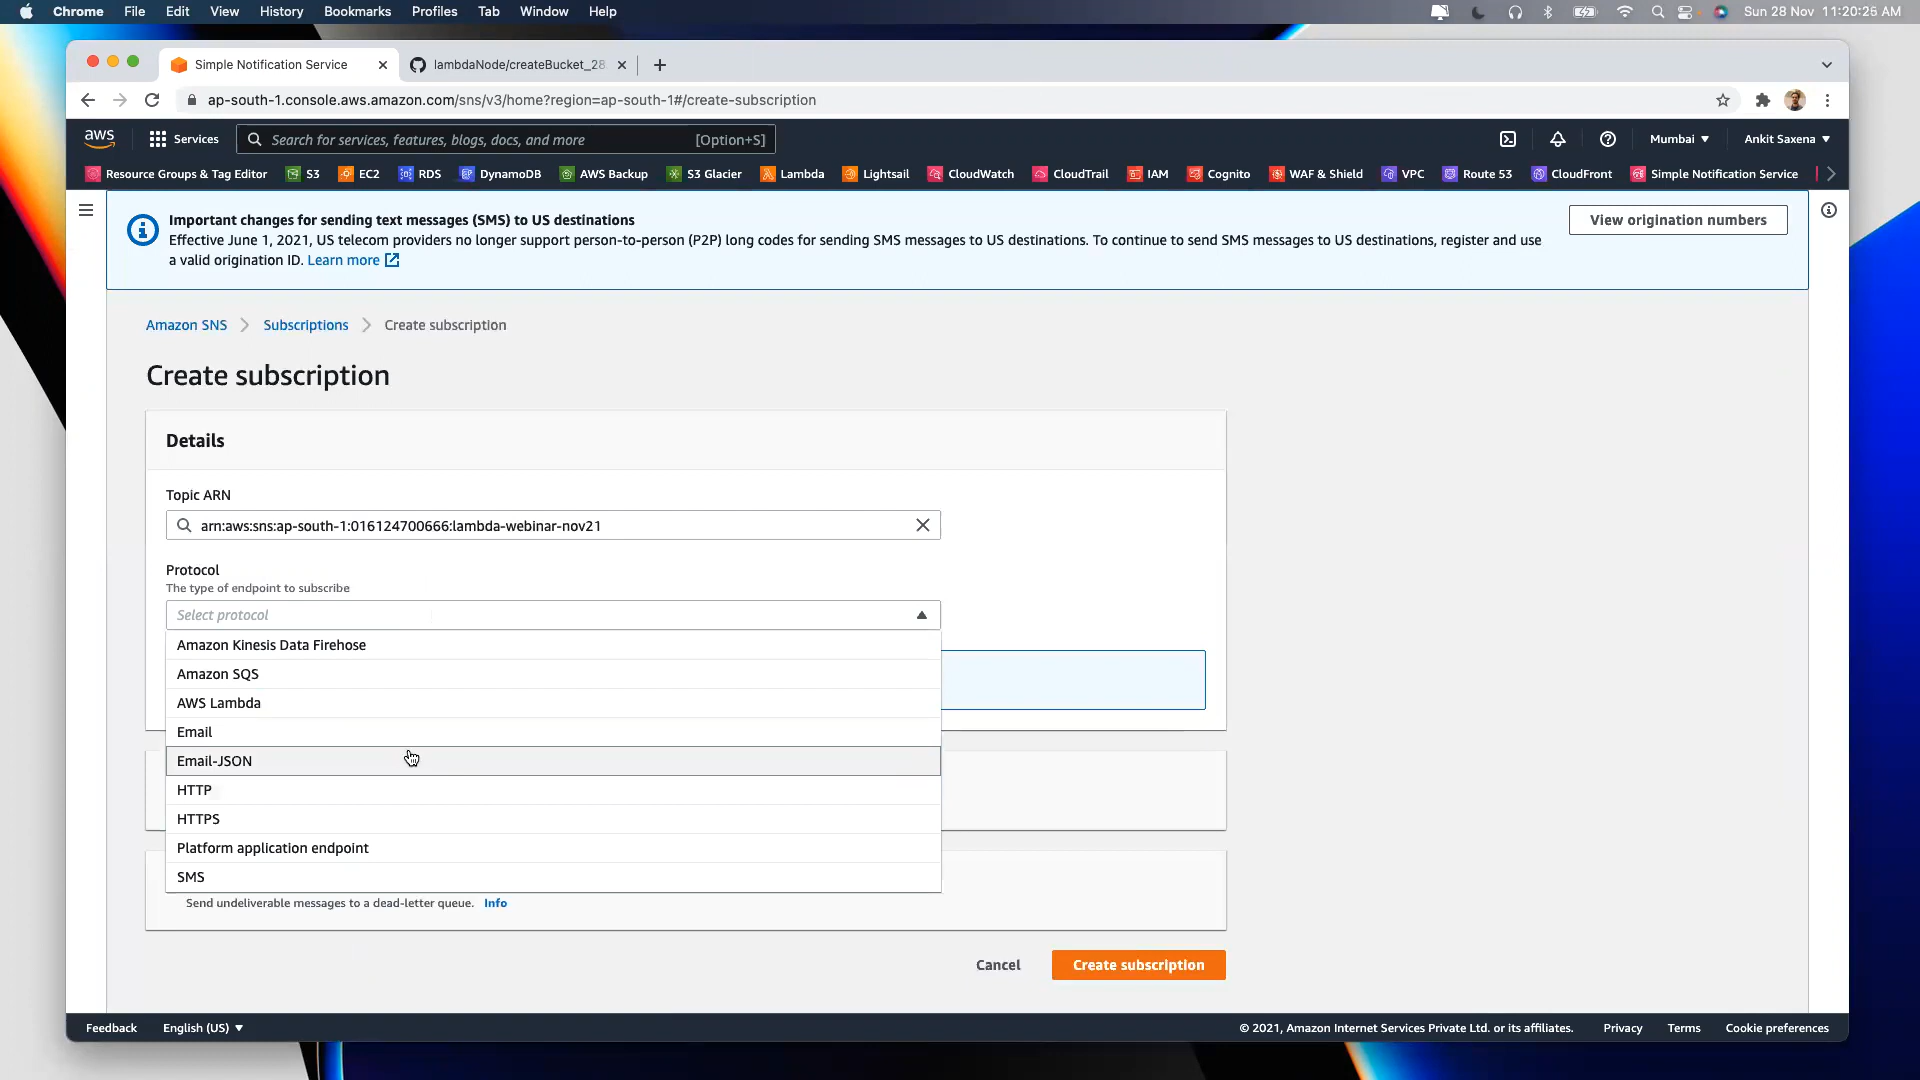 Chrome File Edit View History Bookmarks Profiles Tab Window Help Sun 28 Nov 11:20:26 AM
Simple Notification Service lambdaNode/createBucket_28
ap-south-1.console.aws.amazon.com/sns/v3/home?region=ap-south-1#/create-subscription
aws Services Search for services, features, blogs, docs, and more [Option+S] Mumbai Ankit Saxena
Resource Groups & Tag Editor S3 EC2 RDS DynamoDB AWS Backup S3 Glacier Lambda Lightsail CloudWatch CloudTrail IAM Cognito WAF & Shield VPC Route 53 CloudFront Simple Notification Service
Important changes for sending text messages (SMS) to US destinations
View origination numbers
Effective June 1, 2021, US telecom providers no longer support person-to-person (P2P) long codes for sending SMS messages to US destinations. To continue to send SMS messages to US destinations, register and use
a valid origination ID. Learn more
Amazon SNS Subscriptions Create subscription
Create subscription
Details
Topic ARN
arn:aws:sns:ap-south-1:016124700666:lambda-webinar-nov21
Protocol
The type of endpoint to subscribe
Select protocol
Amazon Kinesis Data Firehose
Amazon SQS
AWS Lambda
Email
Email-JSON
HTTP
HTTPS
Platform application endpoint
SMS
Send undeliverable messages to a dead-letter queue. Info
Cancel Create subscription
Feedback English (US) © 2021, Amazon Internet Services Private Ltd. or its affiliates. Privacy Terms Cookie preferences